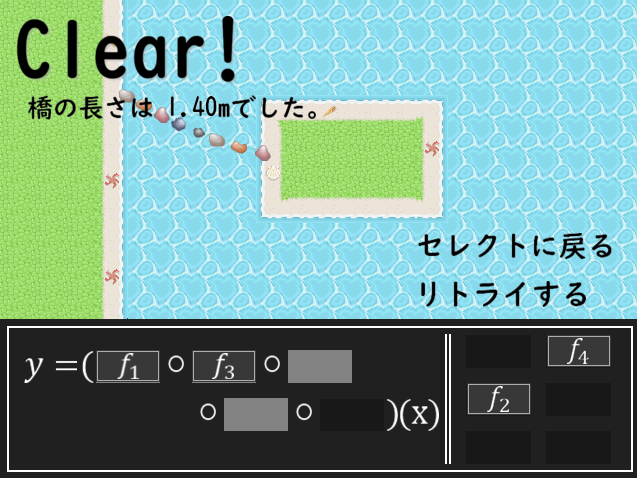 Clear!
橋の長さは 1.40mでした。
セレクトに戻る
リトライする
y =(f₁ ○ f₃ ○
○ ○ )(x)
f₄
f₂